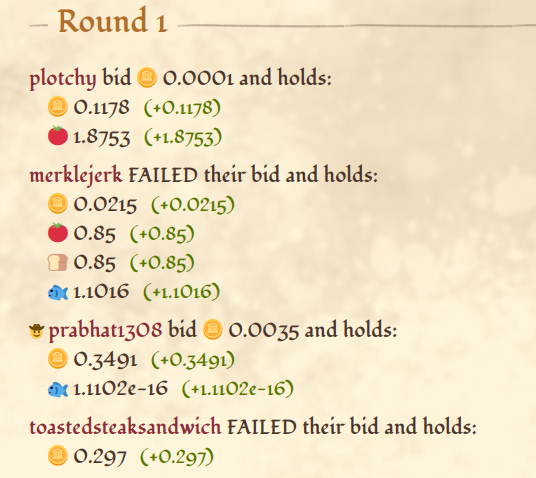 Round 1
plotchy bid 0.0001 and holds:
0.1178 (+0.1178)
1.8753 (+1.8753)
merklejerk FAILED their bid and holds:
0.0215 (+0.0215)
0.85 (+0.85)
0.85 (+0.85)
1.1016 (+1.1016)
prabhat1308 bid 0.0035 and holds:
0.3491 (+0.3491)
1.1102e-16 (+1.1102e-16)
toastedsteaksandwich FAILED their bid and holds:
0.297 (+0.297)